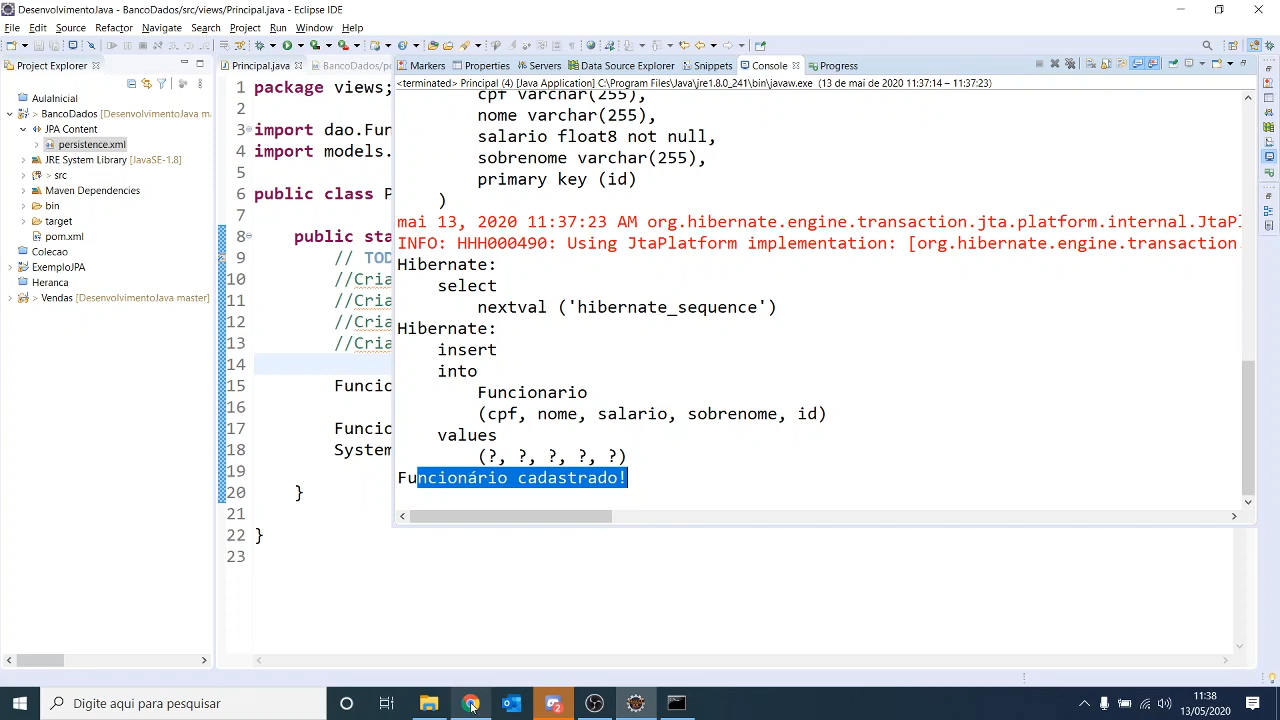 DesenvolvimentoJava - BancoDados/src/views/Principal.java - Eclipse IDE
File Edit Source Refactor Navigate Search Project Run Window Help
Project Explorer
Principal.java
BancoDados/po
Markers Properties Servers Data Source Explorer Snippets Console Progress
<terminated> Principal (4) [Java Application] C:\Program Files\Java\jre1.8.0_241\bin\javaw.exe (13 de mai de 2020 11:37:14 – 11:37:23)
AulaInicial
BancoDados [DesenvolvimentoJava m
JPA Content
persistence.xml
JRE System Library [JavaSE-1.8]
src
Maven Dependencies
bin
target
pom.xml
Colecao
ExemploJPA
Heranca
Vendas [DesenvolvimentoJava master]
1 package views;
2
3 import dao.Fun
4 import models.
5
6 public class P
7
8 public sta
9 // TOD
10 //Cria
11 //Cria
12 //Cria
13 //Cria
14
15 Funcio
16
17 Funcio
18 System
19
20 }
21
22 }
23
cpf varchar(255),
nome varchar(255),
salario float8 not null,
sobrenome varchar(255),
primary key (id)
)
mai 13, 2020 11:37:23 AM org.hibernate.engine.transaction.jta.platform.internal.JtaPl
INFO: HHH000490: Using JtaPlatform implementation: [org.hibernate.engine.transaction.
Hibernate:
select
nextval ('hibernate_sequence')
Hibernate:
insert
into
Funcionario
(cpf, nome, salario, sobrenome, id)
values
(?, ?, ?, ?, ?)
Funcionário cadastrado!
Digite aqui para pesquisar
11:38
13/05/2020